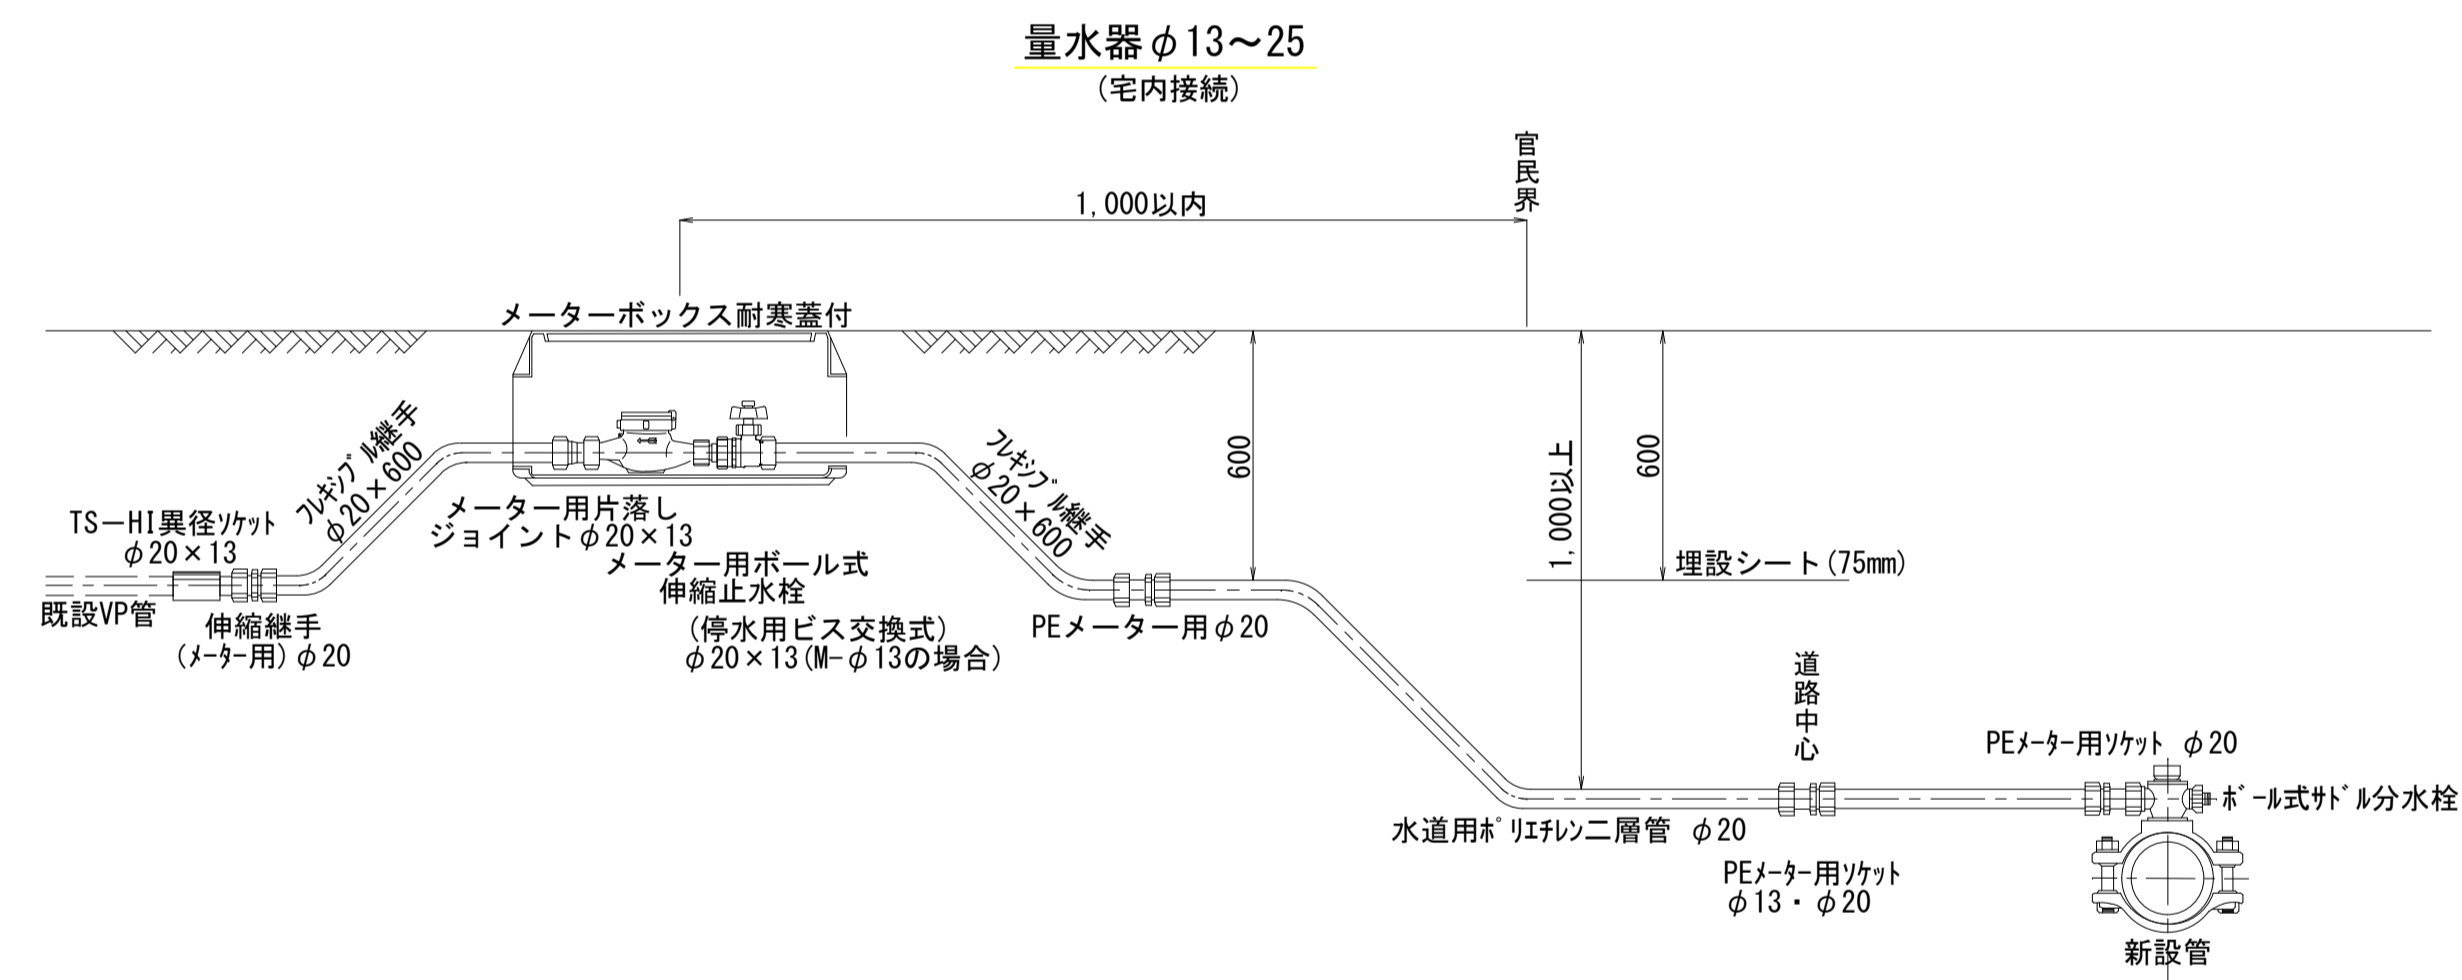 量水器φ13～25
(宅内接続)
官民界
1,000以内
メーターボックス耐寒蓋付
フレキシブル継手
φ20×600
フレキシブル継手
φ20×600
600
1,000以上
600
TS－HI異径ソケット
φ20×13
メーター用片落し
ジョイントφ20×13
メーター用ボール式
伸縮止水栓
(停水用ビス交換式)
φ20×13(M-φ13の場合)
埋設シート(75mm)
既設VP管
伸縮継手
(メーター用)φ20
PEメーター用φ20
道路中心
PEメーター用ソケット φ20
ボール式サドル分水栓
水道用ポリエチレン二層管 φ20
PEメーター用ソケット
φ13・φ20
新設管